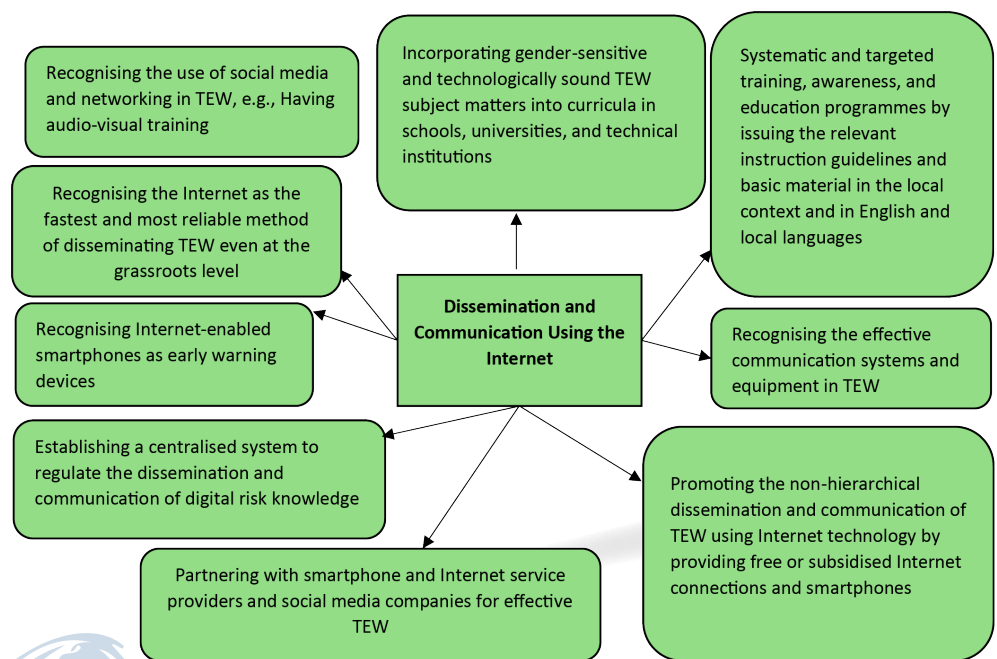 Recognising the use of social media
and networking in TEW, e.g., Having
audio-visual training
Incorporating gender-sensitive
and technologically sound TEW
subject matters into curricula in
schools, universities, and technical
institutions
Systematic and targeted
training, awareness, and
education programmes by
issuing the relevant
instruction guidelines and
basic material in the local
context and in English and
local languages
Recognising the Internet as the
fastest and most reliable method
of disseminating TEW even at the
grassroots level
Dissemination and
Communication Using the
Internet
Recognising Internet-enabled
smartphones as early warning
devices
Recognising the effective
communication systems and
equipment in TEW
Establishing a centralised system to
regulate the dissemination and
communication of digital risk knowledge
Promoting the non-hierarchical
dissemination and communication of
TEW using Internet technology by
providing free or subsidised Internet
connections and smartphones
Partnering with smartphone and Internet service
providers and social media companies for effective
TEW